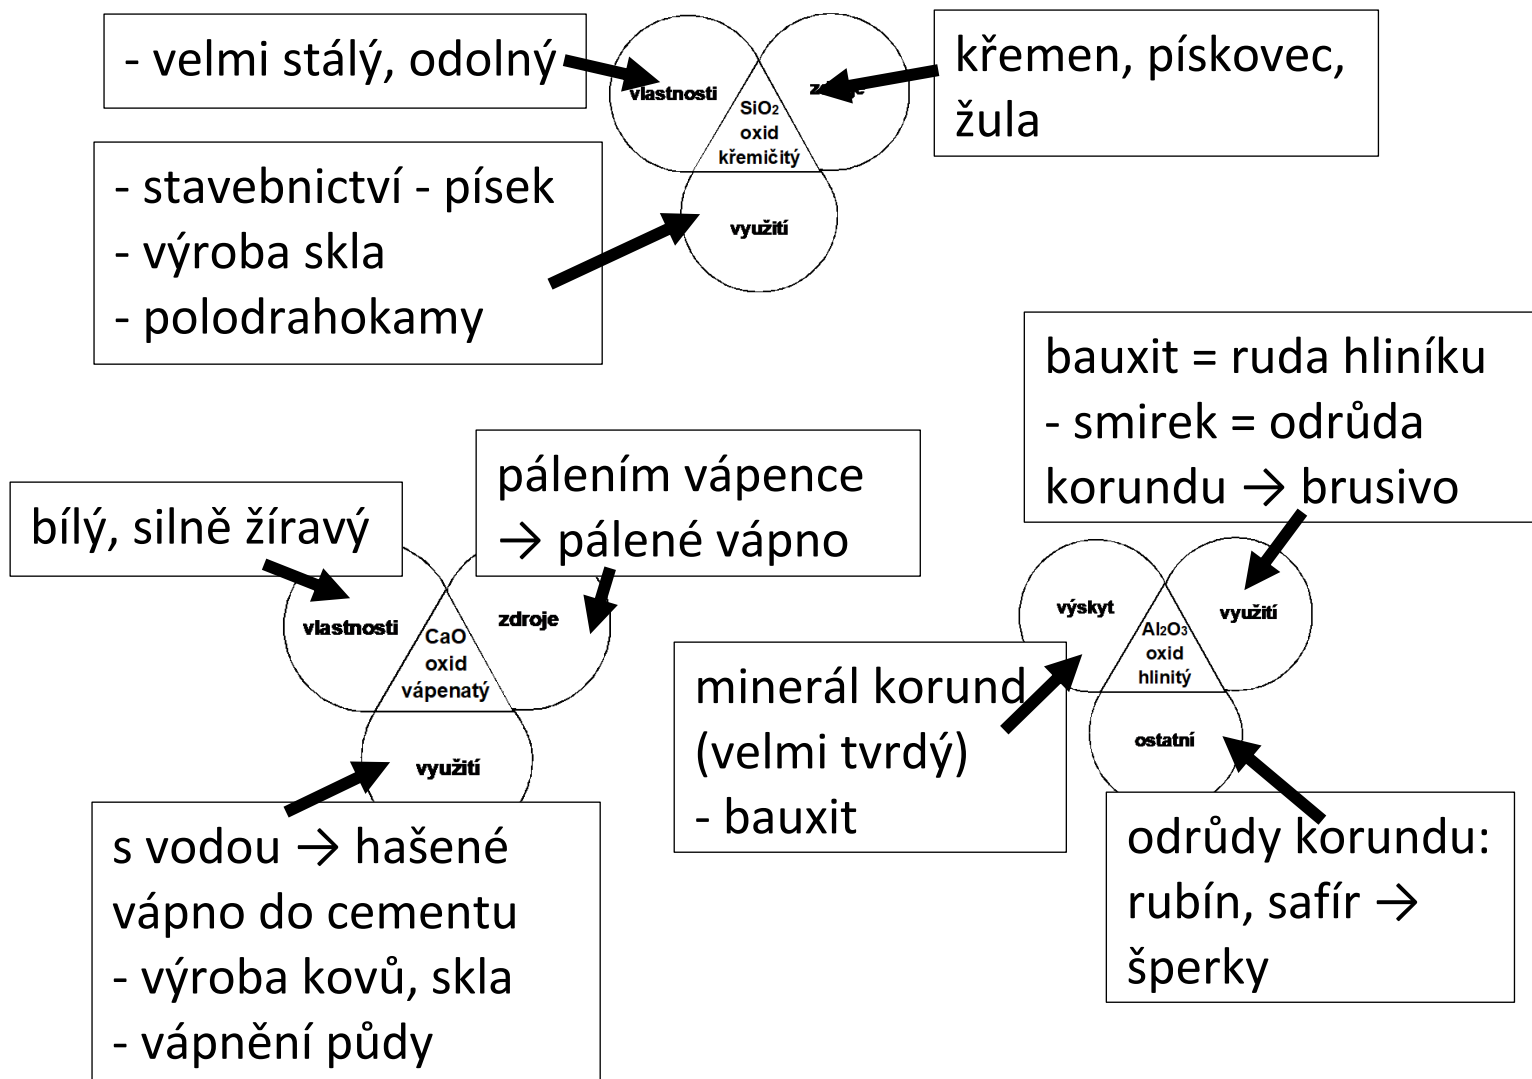 - velmi stálý, odolný
vlastnosti
SiO₂
oxid
křemičitý
křemen, pískovec,
žula
- stavebnictví - písek
- výroba skla
- polodrahokamy
využití
bílý, silně žíravý
vlastnosti
pálením vápence
→ pálené vápno
zdroje
CaO
oxid
vápenatý
využití
s vodou → hašené
vápno do cementu
- výroba kovů, skla
- vápnění půdy
bauxit = ruda hliníku
- smirek = odrůda
korundu → brusivo
výskyt
využití
Al₂O₃
oxid
hlinitý
minerál korund
(velmi tvrdý)
- bauxit
ostatní
odrůdy korundu:
rubín, safír →
šperky